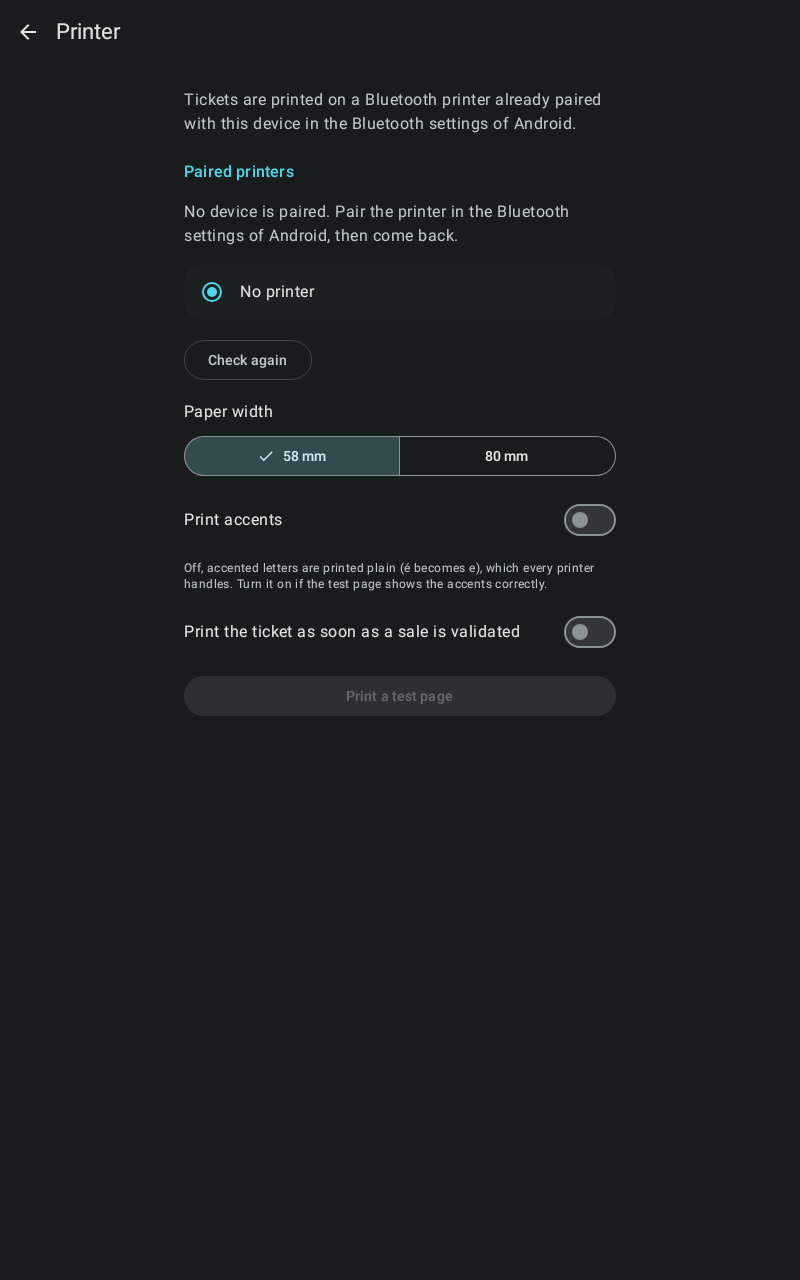 Printer
Tickets are printed on a Bluetooth printer already paired
with this device in the Bluetooth settings of Android.
Paired printers
No device is paired. Pair the printer in the Bluetooth
settings of Android, then come back.
No printer
Check again
Paper width
58 mm
80 mm
Print accents
Off, accented letters are printed plain (é becomes e), which every printer
handles. Turn it on if the test page shows the accents correctly.
Print the ticket as soon as a sale is validated
Print a test page